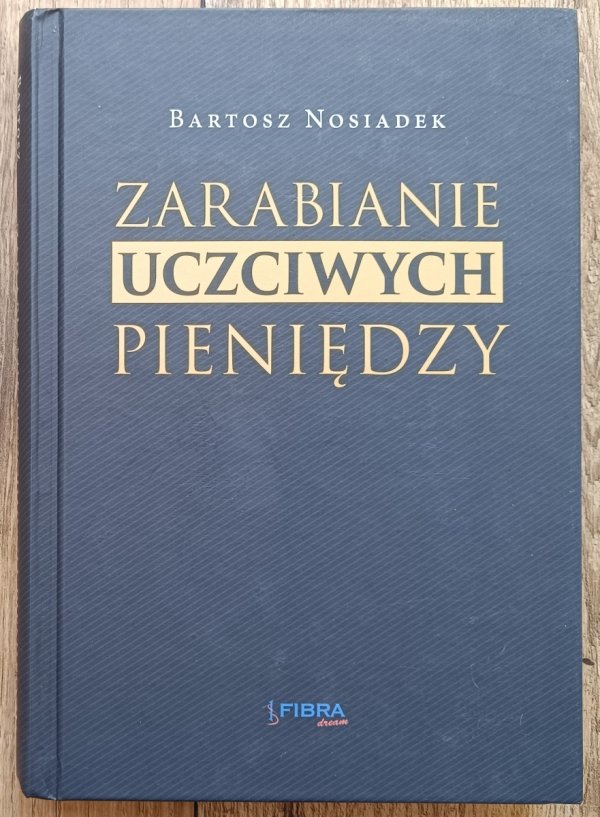 BARTOSZ NOSIADEK
ZARABIANIE
UCZCIWYCH
PIENIĘDZY
FIBRA
dream